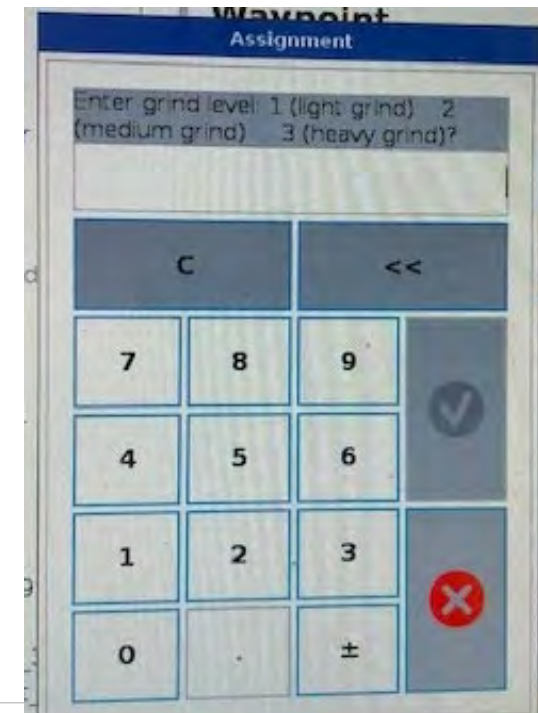 Waypoint
Assignment
Enter grind level: 1 (light grind) 2
(medium grind) 3 (heavy grind)?
C <<
7 8 9
4 5 6
1 2 3
0 . ±